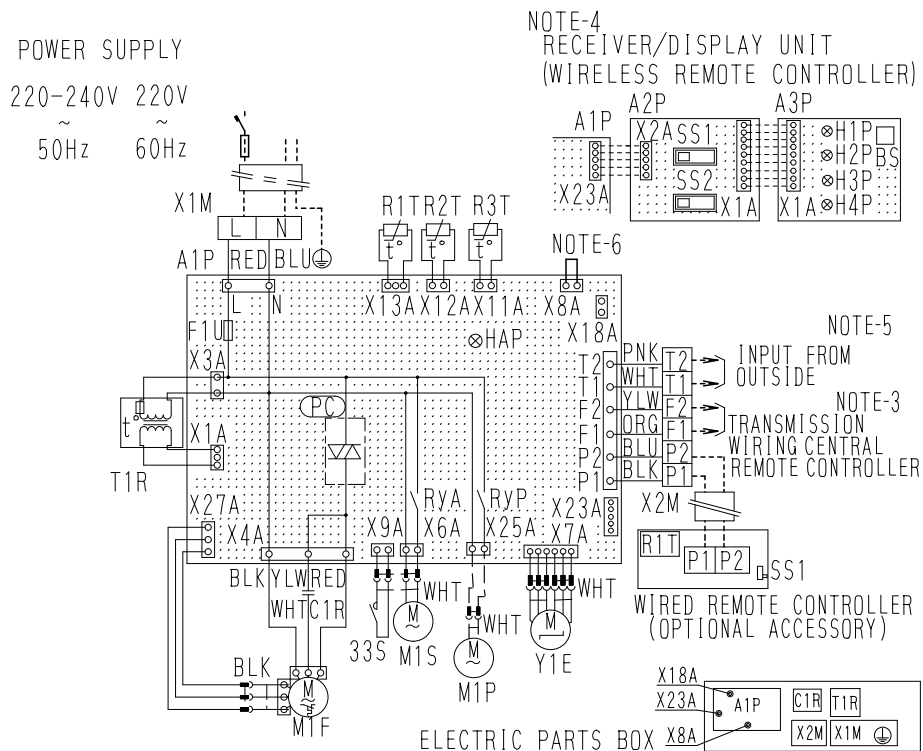 NOTE-4
RECEIVER/DISPLAY UNIT
(WIRELESS REMOTE CONTROLLER)
POWER SUPPLY
220-240V 220V
~ ~
50Hz 60Hz
A1P
A2P
A3P
X2A SS1
SS2
X1A
X23A
H1P
H2P BS
H3P
H4P
X1A
X1M
L N
A1P RED BLU
R1T R2T R3T
t° t° t°
NOTE-6
L N
X13A X12A X11A X8A
X18A
F1U
HAP
X3A
PC
t°
X1A
T1R
X27A
X4A
X9A
RyA
X6A
RyP
X25A
X23A
X7A
NOTE-5
T2 PNK T2 INPUT FROM
T1 WHT T1 OUTSIDE
NOTE-3
F2 YLW F2 TRANSMISSION
F1 ORG F1 WIRING CENTRAL
P2 BLU P2 REMOTE CONTROLLER
P1 BLK P1
X2M
R1T
P1 P2
SS1
WIRED REMOTE CONTROLLER
(OPTIONAL ACCESSORY)
BLK YLW RED
WHT C1R
WHT
WHT
WHT
33S
M
~
M1S
M
~
M1P
M
Y1E
BLK
M
~
M1F
X18A
X23A
X8A
A1P
C1R T1R
X2M X1M
ELECTRIC PARTS BOX